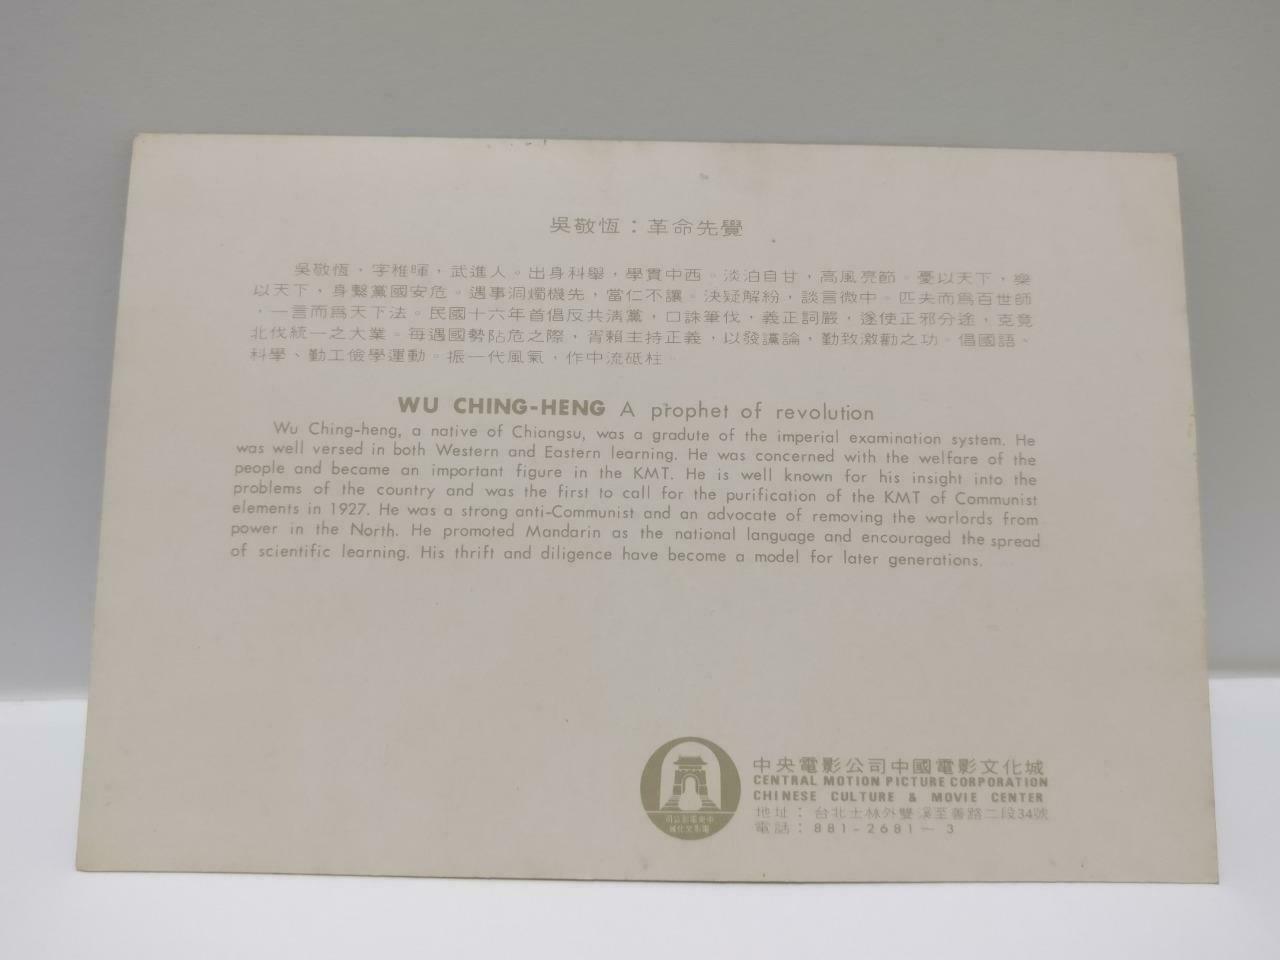 吳敬恆：革命先覺
吳敬恆，字稚暉，武進人。出身科舉，學貫中西。淡泊自甘，高風亮節。憂以天下，樂
以天下，身繫黨國安危。遇事洞燭機先，當仁不讓。決疑解紛，談言微中。匹夫而為百世師
，一言而為天下法。民國十六年首倡反共清黨，口誅筆伐，義正詞嚴，遂使正邪分途，克竟
北伐統一之大業。每遇國勢阽危之際，胥賴主持正義，以發讜論，勤致激勸之功。倡國語、
科學、勤工儉學運動。振一代風氣，作中流砥柱。
WU CHING-HENG A prophet of revolution
Wu Ching-heng, a native of Chiangsu, was a gradute of the imperial examination system. He
was well versed in both Western and Eastern learning. He was concerned with the welfare of the
people and became an important figure in the KMT. He is well known for his insight into the
problems of the country and was the first to call for the purification of the KMT of Communist
elements in 1927. He was a strong anti-Communist and an advocate of removing the warlords from
power in the North. He promoted Mandarin as the national language and encouraged the spread
of scientific learning. His thrift and diligence have become a model for later generations.
中央電影公司中國電影文化城
CENTRAL MOTION PICTURE CORPORATION
CHINESE CULTURE & MOVIE CENTER
地址：台北士林外雙溪至善路二段34號
電話：881-2681－3
司公影電央中
城化文影電